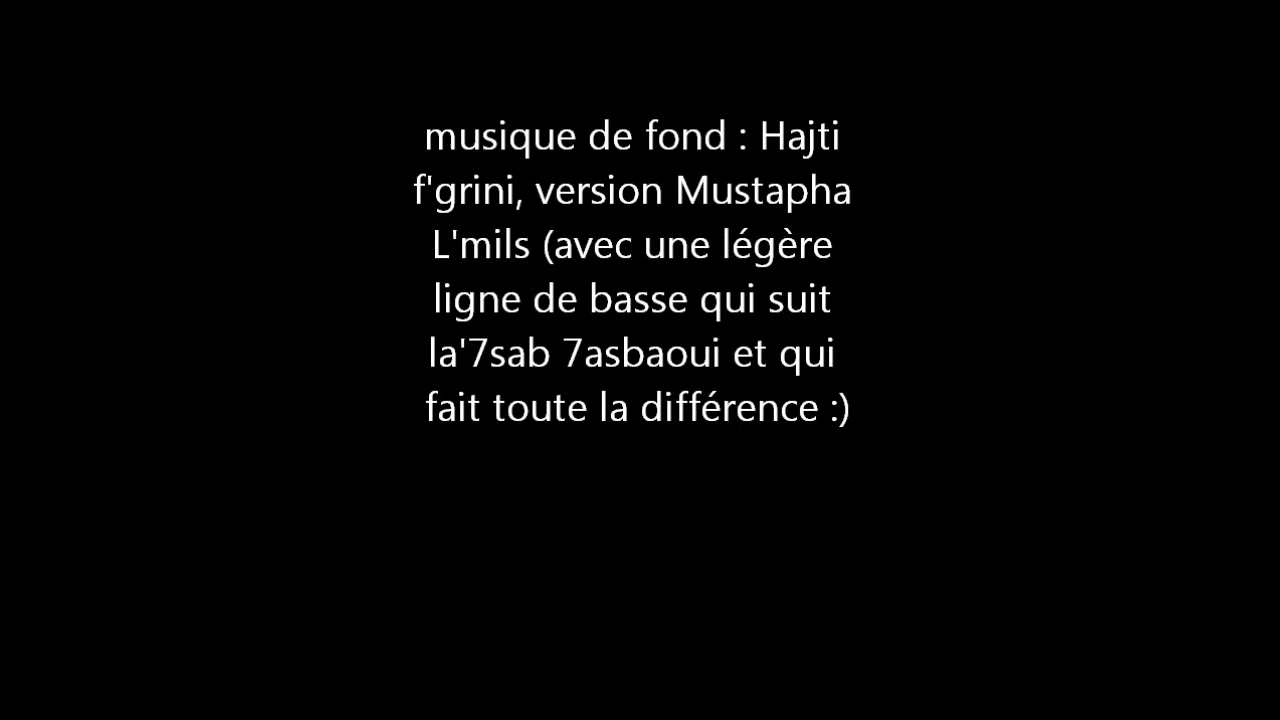 musique de fond : Hajti
f'grini, version Mustapha
L'mils (avec une légère
ligne de basse qui suit
la'7sab 7asbaoui et qui
fait toute la différence :)